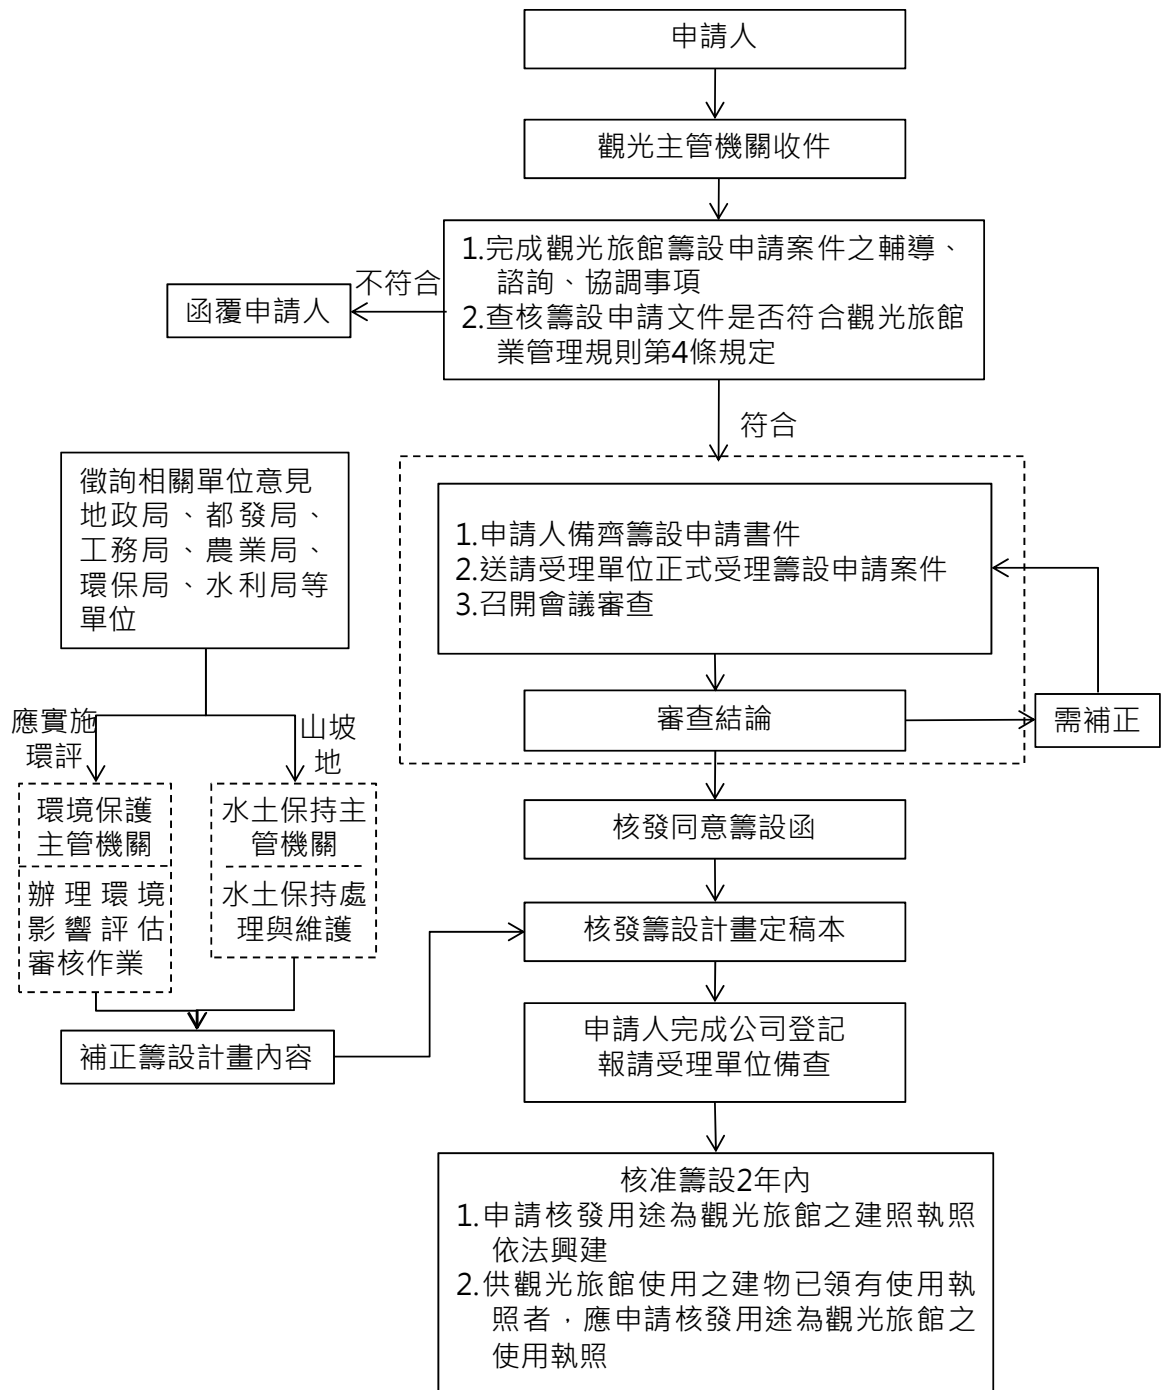 申請人
觀光主管機關收件
1.完成觀光旅館籌設申請案件之輔導、
諮詢、協調事項
2.查核籌設申請文件是否符合觀光旅館
業管理規則第4條規定
不符合
函覆申請人
符合
徵詢相關單位意見
地政局、都發局、
工務局、農業局、
環保局、水利局等
單位
1.申請人備齊籌設申請書件
2.送請受理單位正式受理籌設申請案件
3.召開會議審查
審查結論
需補正
應實施
環評
山坡
地
環境保護
主管機關
辦理環境
影響評估
審核作業
水土保持主
管機關
水土保持處
理與維護
核發同意籌設函
核發籌設計畫定稿本
補正籌設計畫內容
申請人完成公司登記
報請受理單位備查
核准籌設2年內
1.申請核發用途為觀光旅館之建照執照
依法興建
2.供觀光旅館使用之建物已領有使用執
照者，應申請核發用途為觀光旅館之
使用執照